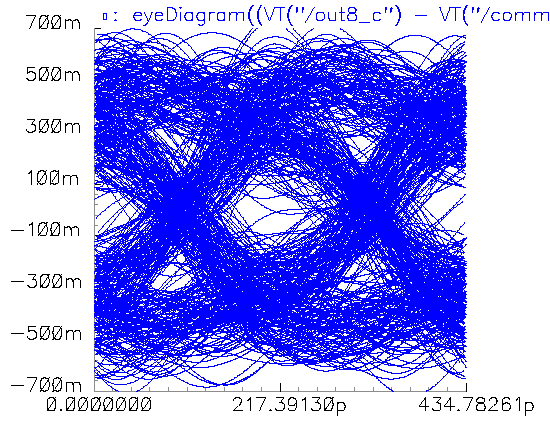 ▯: eyeDiagram((VT("/out8_c") – VT("/comm
700m
500m
300m
100m
–100m
–300m
–500m
–700m
0.0000000 217.39130p 434.78261p